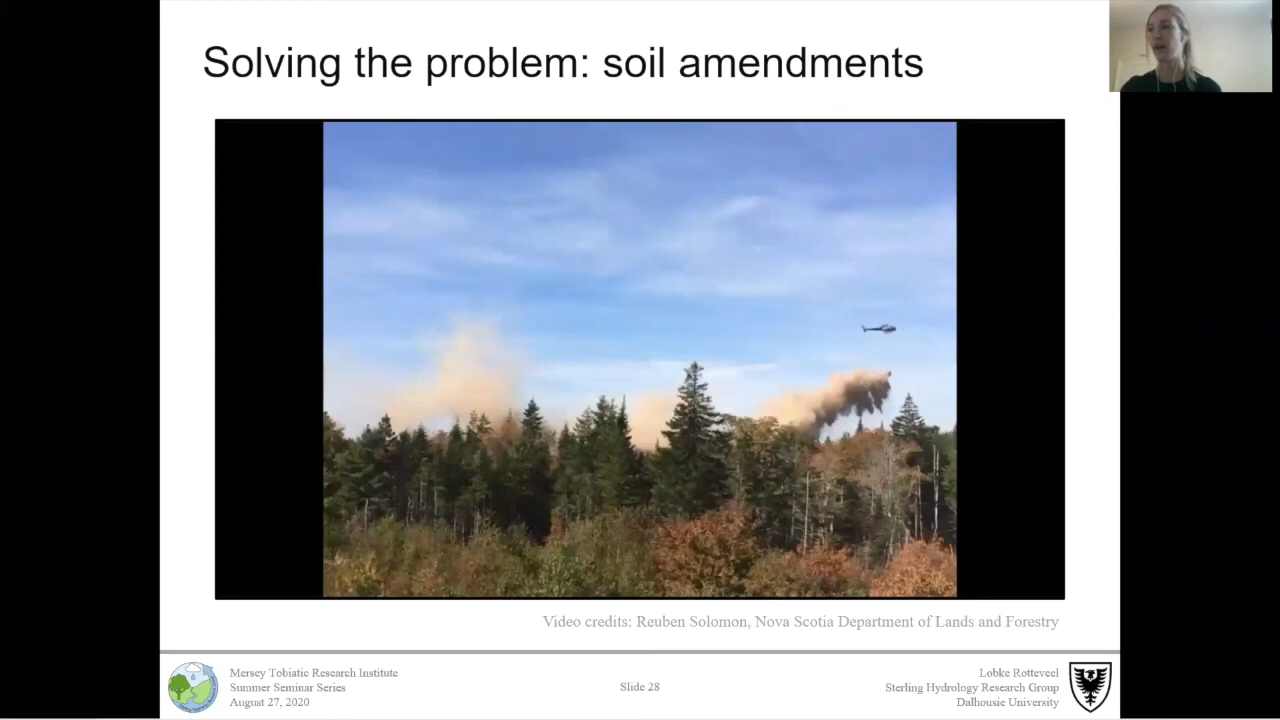 Solving the problem: soil amendments
Video credits: Reuben Solomon, Nova Scotia Department of Lands and Forestry
Mersey Tobiatic Research Institute
Summer Seminar Series
August 27, 2020
Slide 28
Lobke Rotteveel
Sterling Hydrology Research Group
Dalhousie University